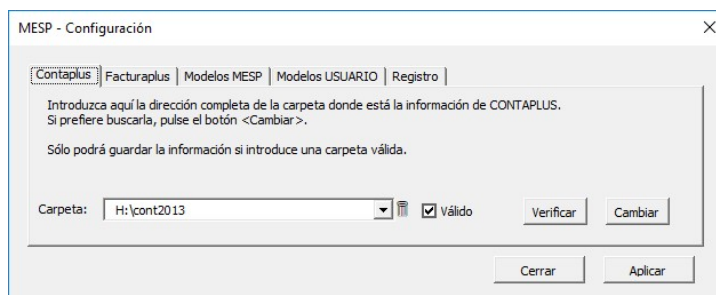 MESP - Configuración
Contaplus Facturaplus Modelos MESP Modelos USUARIO Registro
Introduzca aquí la dirección completa de la carpeta donde está la información de CONTAPLUS.
Si prefiere buscarla, pulse el botón <Cambiar>.
Sólo podrá guardar la información si introduce una carpeta válida.
Carpeta: H:\cont2013 Válido Verificar Cambiar
Cerrar Aplicar